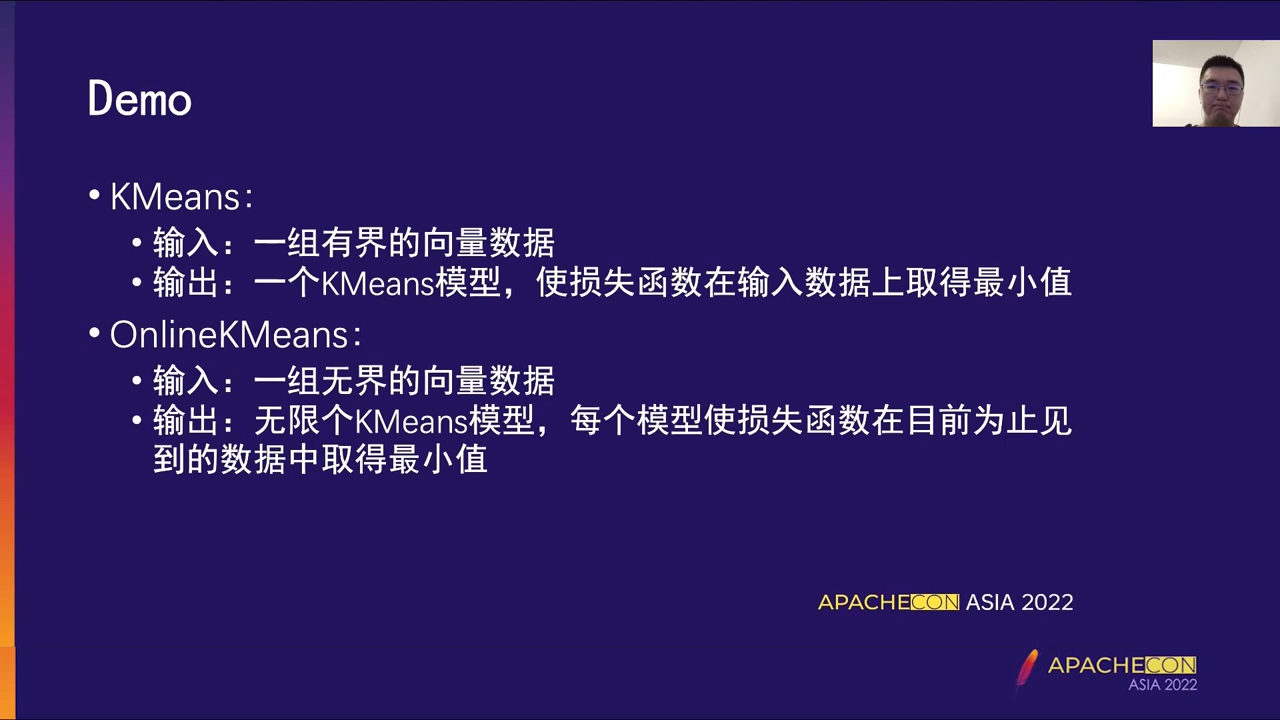 Demo
• KMeans：
• 输入：一组有界的向量数据
• 输出：一个KMeans模型，使损失函数在输入数据上取得最小值
• OnlineKMeans：
• 输入：一组无界的向量数据
• 输出：无限个KMeans模型，每个模型使损失函数在目前为止见
到的数据中取得最小值
APACHECON ASIA 2022
APACHECON
ASIA 2022